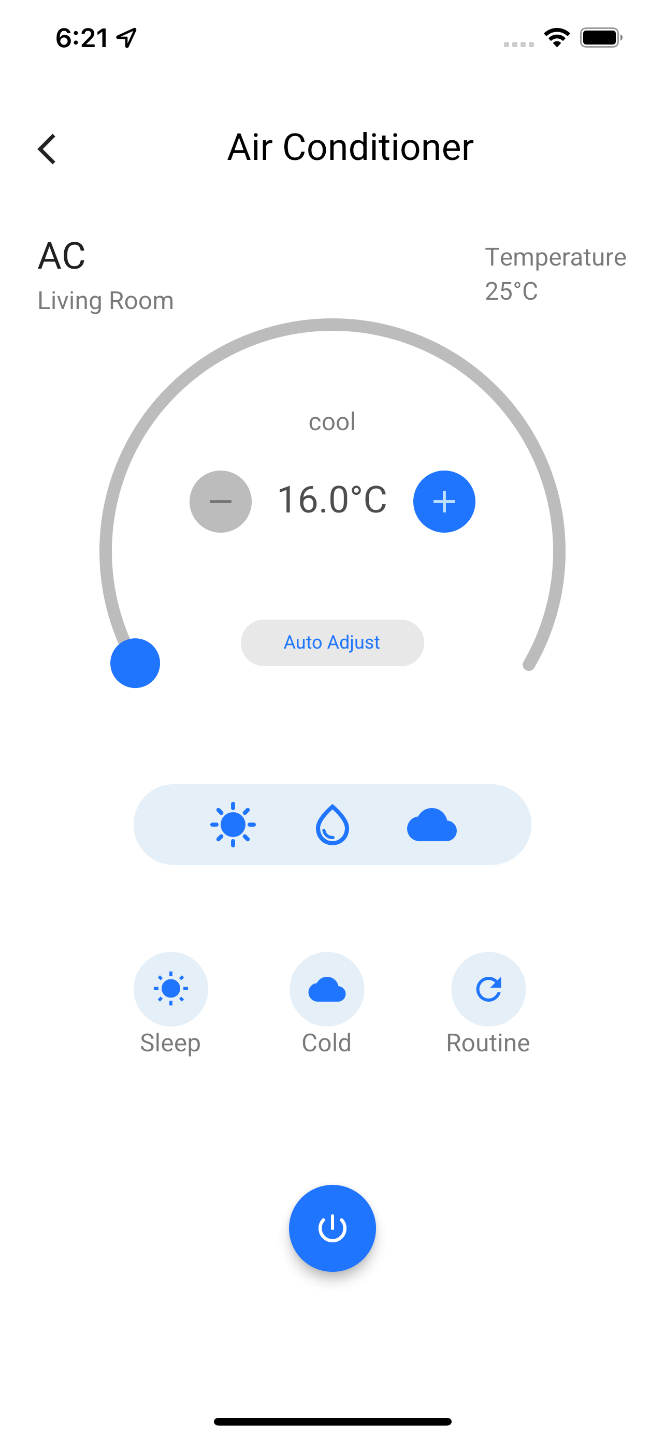 6:21
Air Conditioner
AC
Living Room
Temperature
25°C
cool
16.0°C
Auto Adjust
Sleep
Cold
Routine